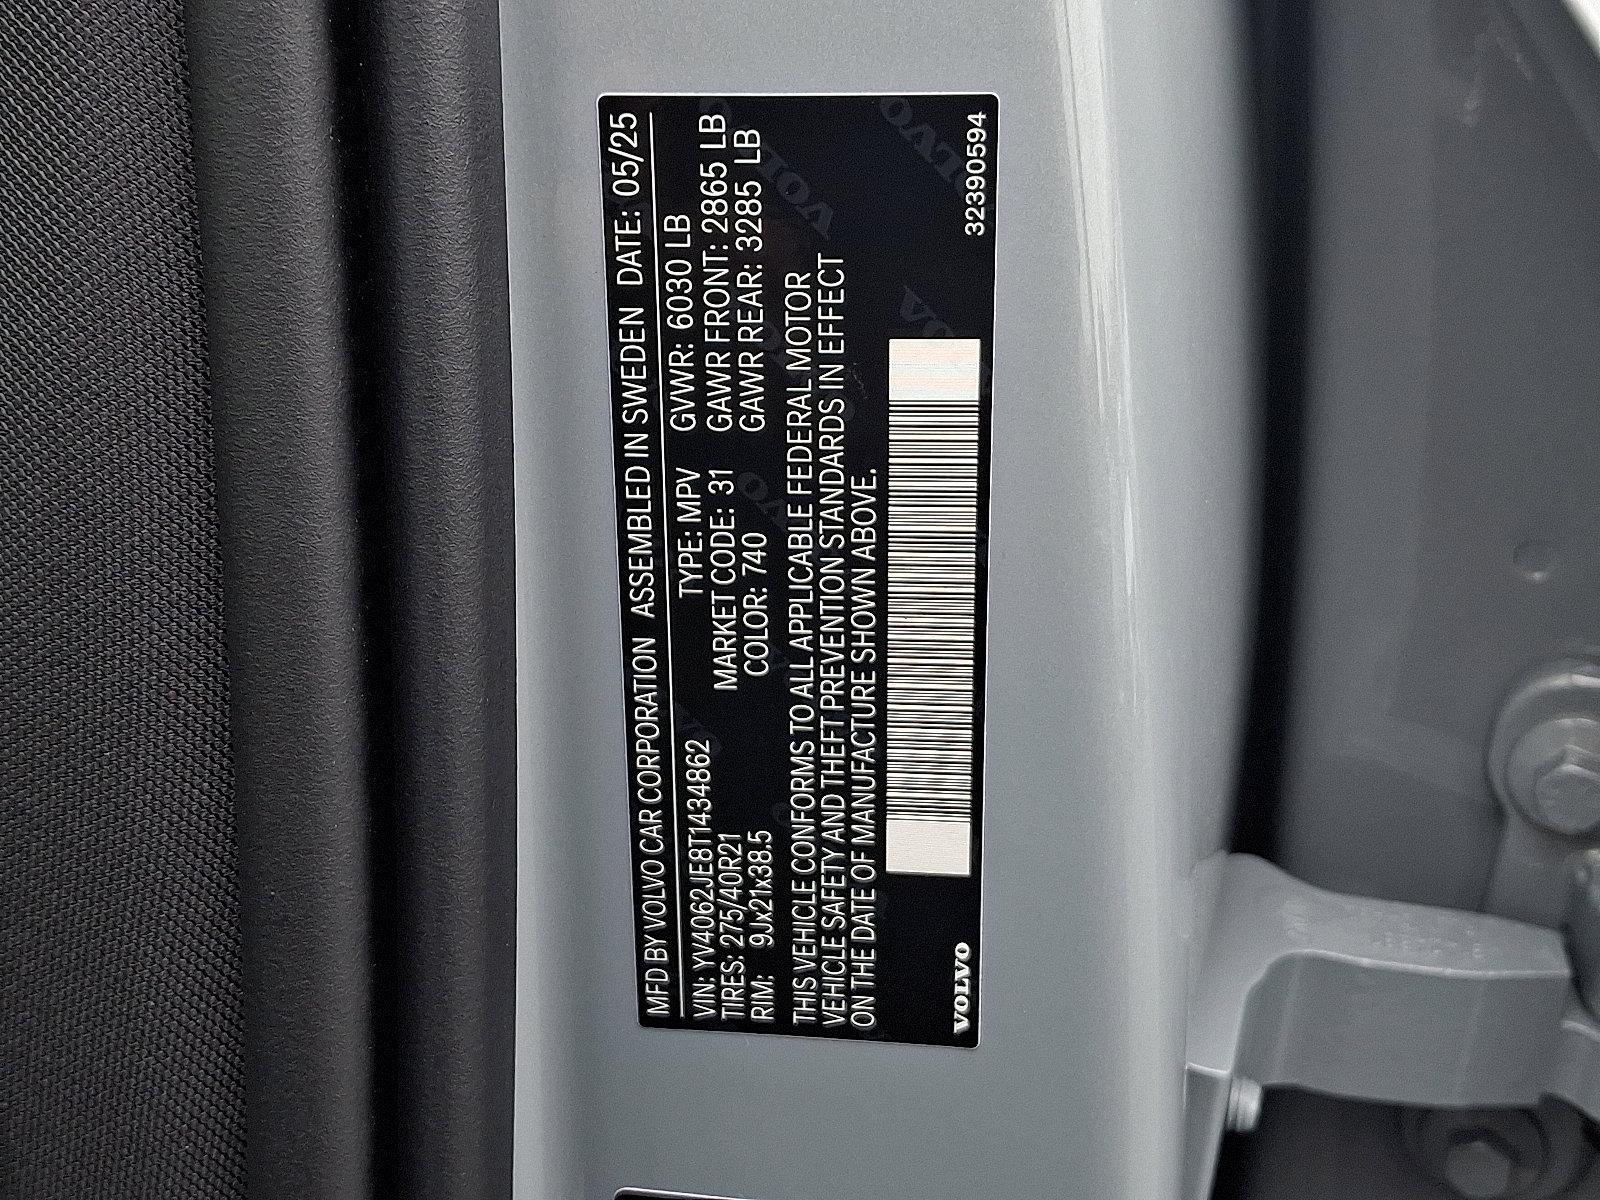 MFD BY VOLVO CAR CORPORATION ASSEMBLED IN SWEDEN DATE: 05/25
VIN: YV4062JE8T1434862 TYPE: MPV GVWR: 6030 LB
TIRES: 275/40R21 MARKET CODE: 31 GAWR FRONT: 2865 LB
RIM: 9Jx21x38.5 COLOR: 740 GAWR REAR: 3285 LB
THIS VEHICLE CONFORMS TO ALL APPLICABLE FEDERAL MOTOR
VEHICLE SAFETY AND THEFT PREVENTION STANDARDS IN EFFECT
ON THE DATE OF MANUFACTURE SHOWN ABOVE.
VOLVO 32390594